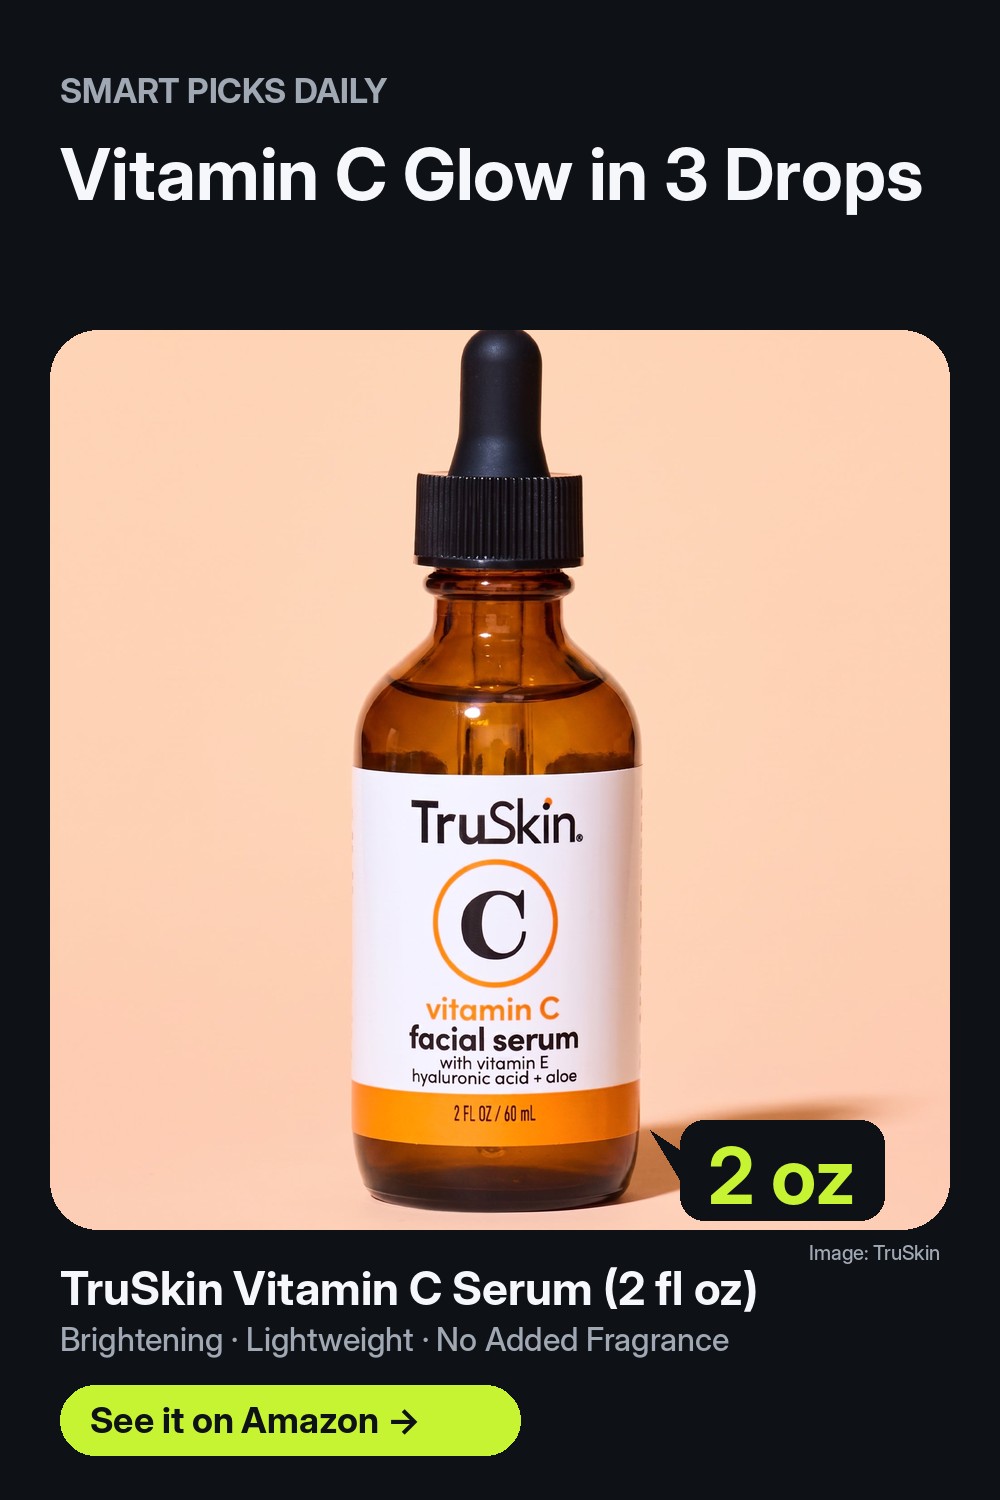 SMART PICKS DAILY
Vitamin C Glow in 3 Drops
TruSkin®
C
vitamin C
facial serum
with vitamin E
hyaluronic acid + aloe
2 FL OZ / 60 mL
2 oz
Image: TruSkin
TruSkin Vitamin C Serum (2 fl oz)
Brightening · Lightweight · No Added Fragrance
See it on Amazon →